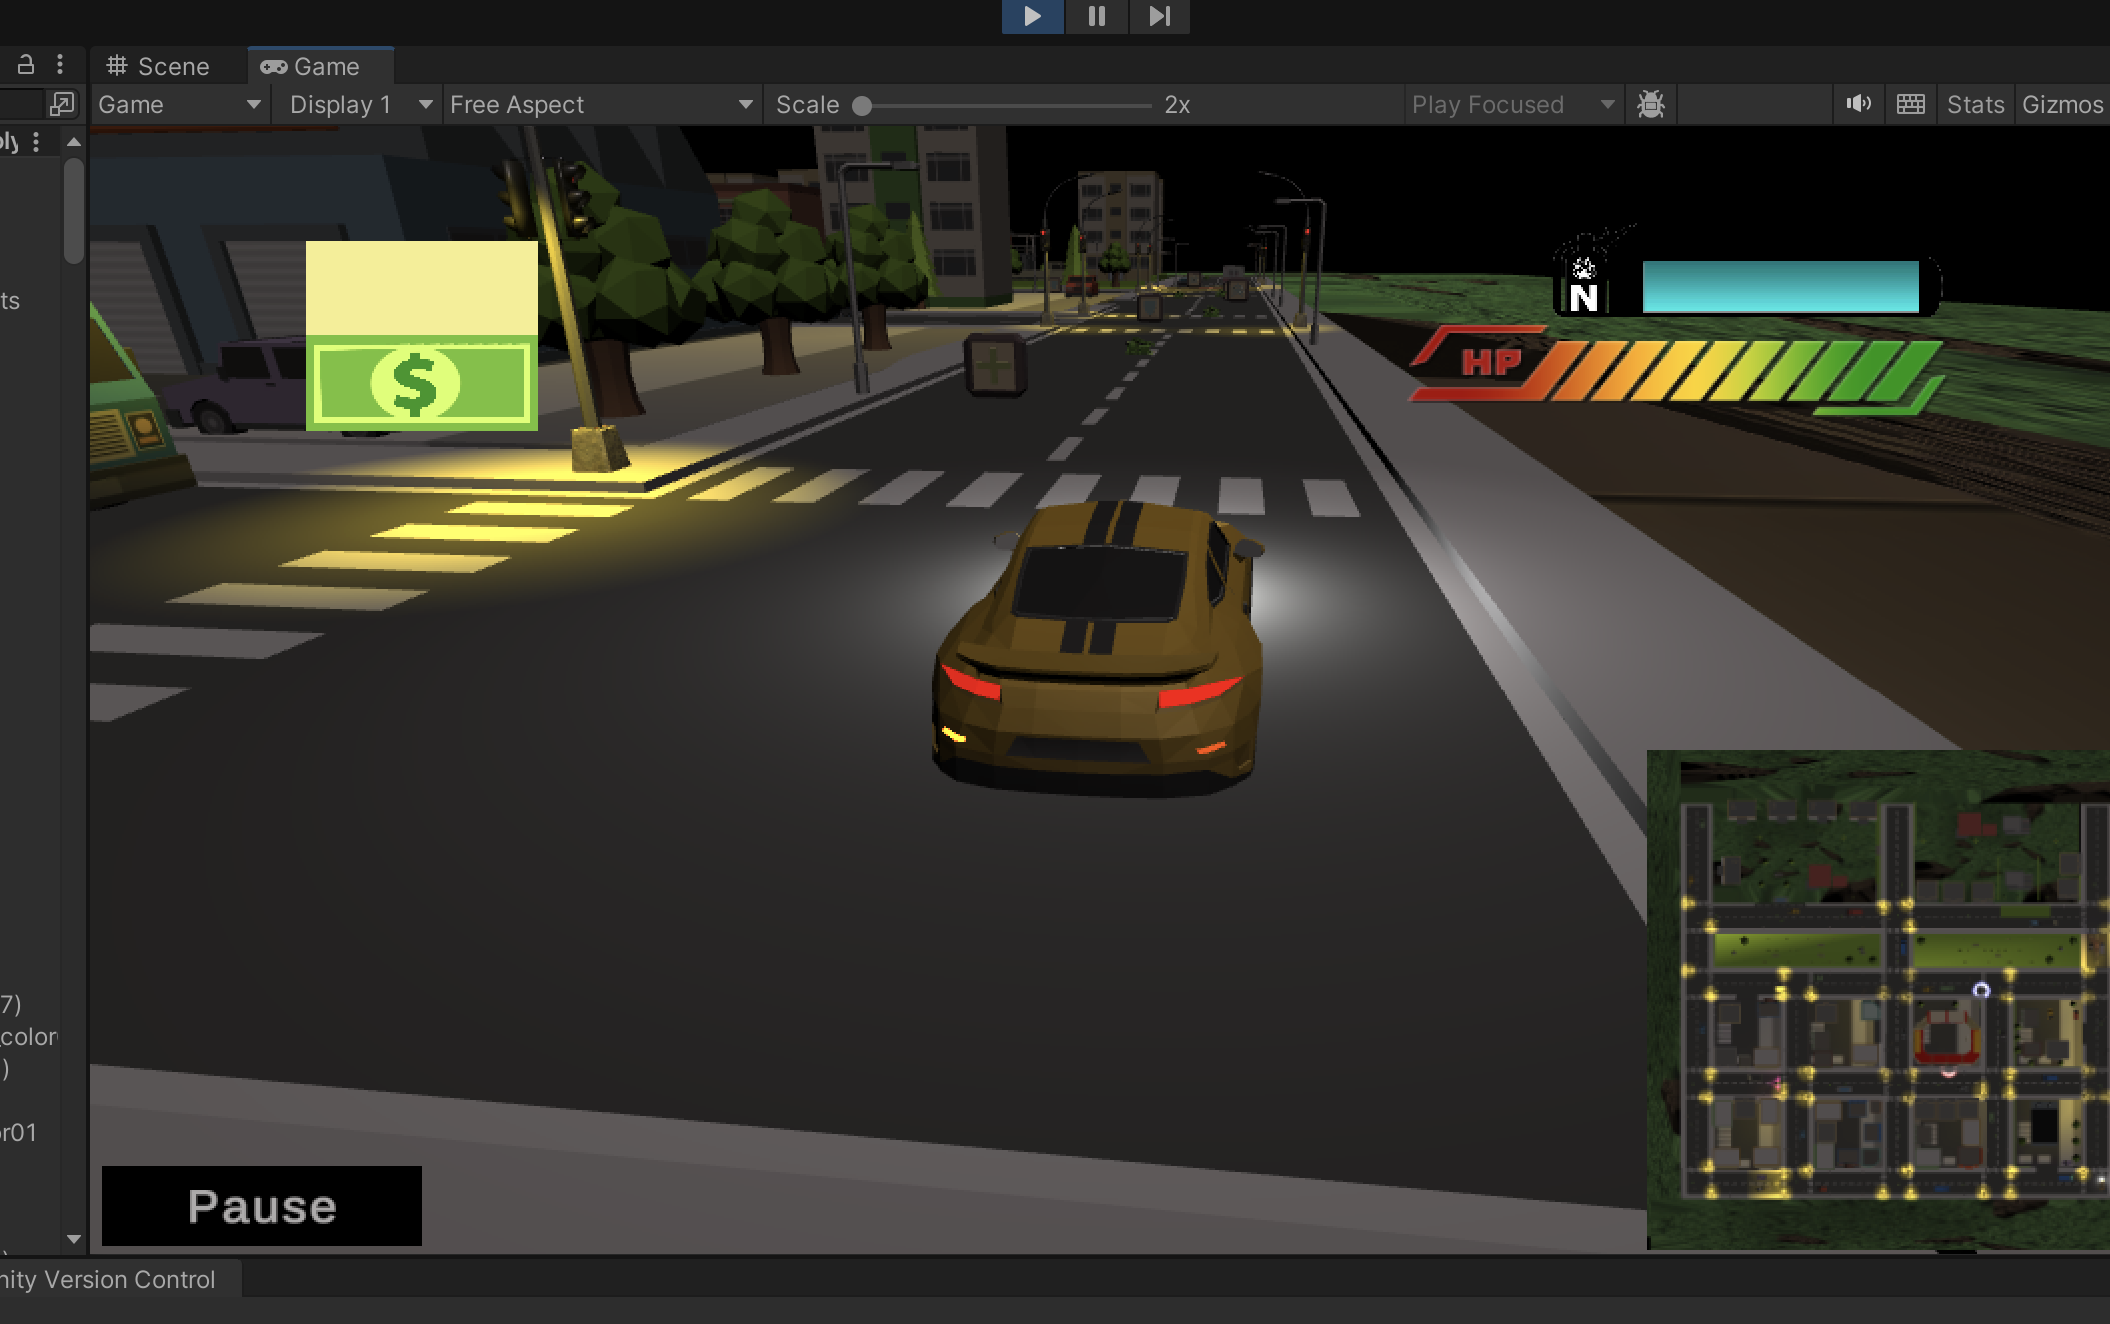 Scene
Game
Game
Display 1
Free Aspect
Scale
2x
Play Focused
Stats
Gizmos
ts
$
N
HP
7)
_color
)
r01
Pause
nity Version Control